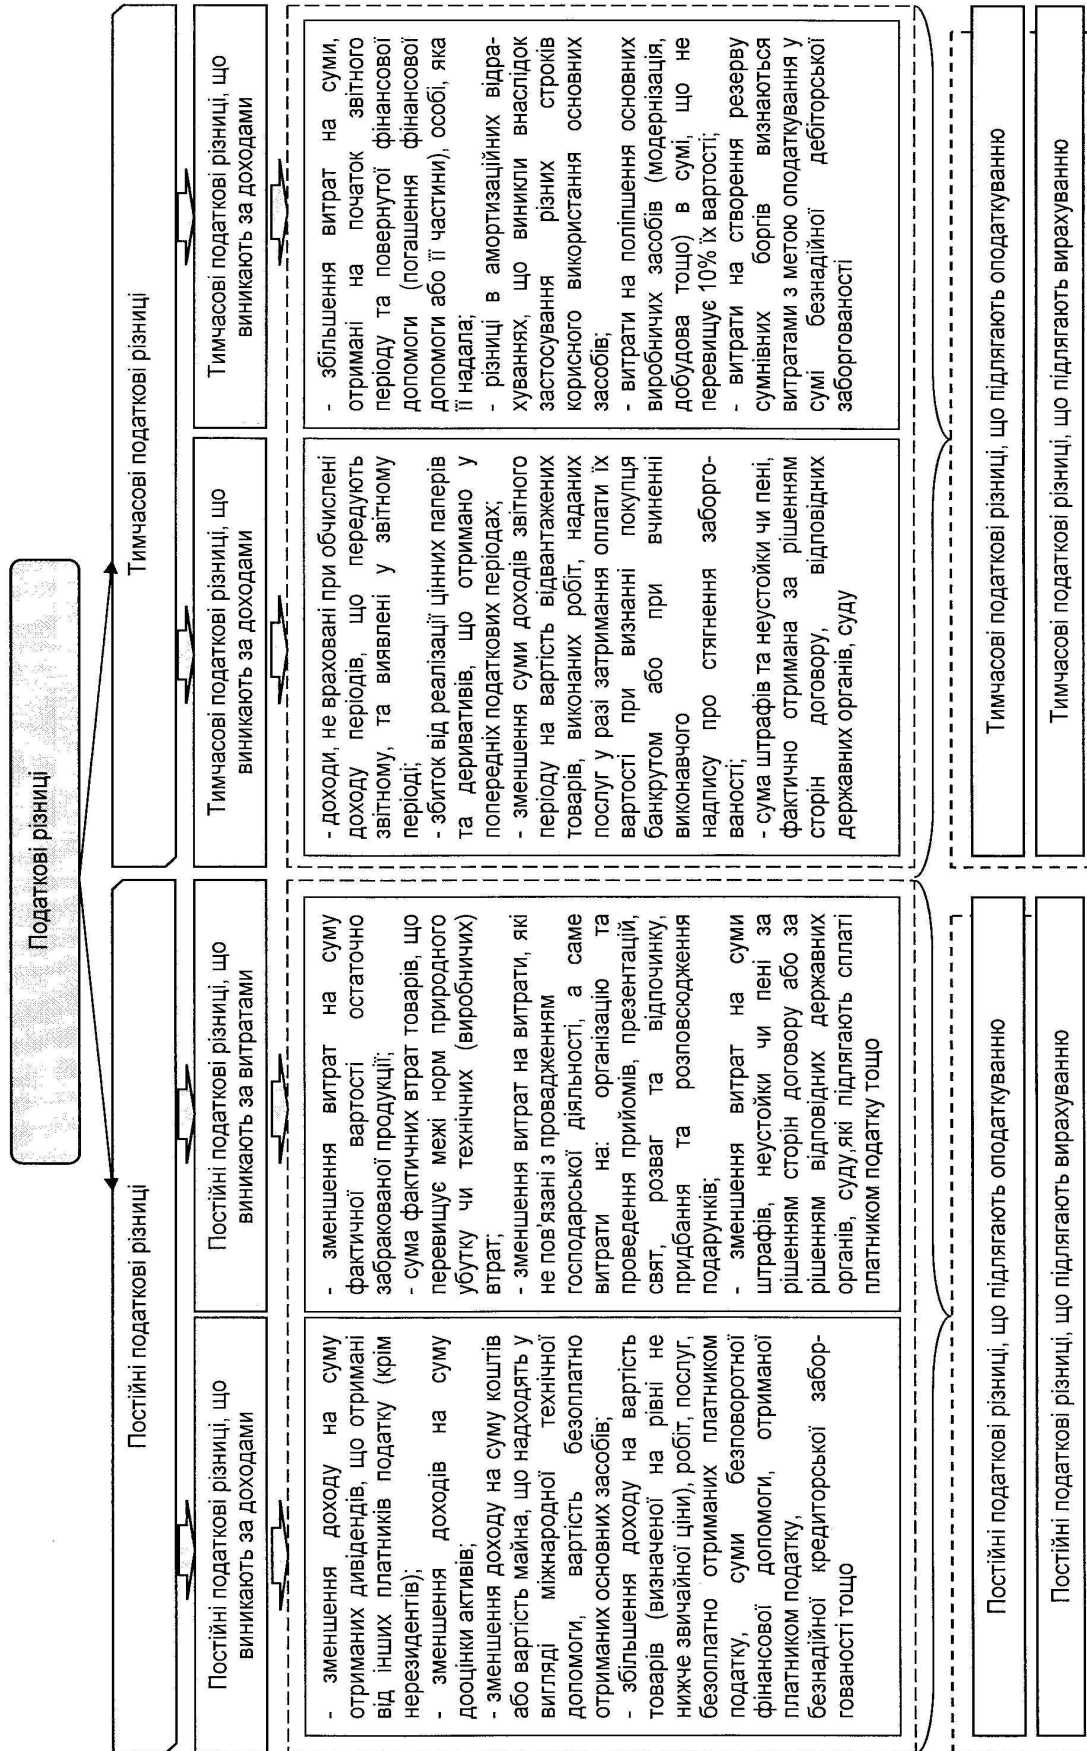 Податкові різниці
Постійні податкові різниці
Тимчасові податкові різниці
Постійні податкові різниці, що
виникають за доходами
Постійні податкові різниці, що
виникають за витратами
Тимчасові податкові різниці, що
виникають за доходами
Тимчасові податкові різниці, що
виникають за доходами
- зменшення доходу на суму
отриманих дивідендів, що отримані
від інших платників податку (крім
нерезидентів);
- зменшення доходів на суму
дооцінки активів;
- зменшення доходу на суму коштів
або вартість майна, що надходять у
вигляді міжнародної технічної
допомоги, вартість безоплатно
отриманих основних засобів;
- збільшення доходу на вартість
товарів (визначеної на рівні не
нижче звичайної ціни), робіт, послуг,
безоплатно отриманих платником
податку, суми безповоротної
фінансової допомоги, отриманої
платником податку,
безнадійної кредиторської забор-
гованості тощо
- зменшення витрат на суму
фактичної вартості остаточно
забракованої продукції;
- сума фактичних втрат товарів, що
перевищує межі норм природного
убутку чи технічних (виробничих)
втрат;
- зменшення витрат на витрати, які
не пов'язані з провадженням
господарської діяльності, а саме
витрати на: організацію та
проведення прийомів, презентацій,
свят, розваг та відпочинку,
придбання та розповсюдження
подарунків;
- зменшення витрат на суми
штрафів, неустойки чи пені за
рішенням сторін договору або за
рішенням відповідних державних
органів, суду,які підлягають сплаті
платником податку тощо
- доходи, не враховані при обчислені
доходу періодів, що передують
звітному, та виявлені у звітному
періоді;
- збиток від реалізації цінних паперів
та деривативів, що отримано у
попередніх податкових періодах;
- зменшення суми доходів звітного
періоду на вартість відвантажених
товарів, виконаних робіт, наданих
послуг у разі затримання оплати їх
вартості при визнанні покупця
банкрутом або при вчиненні
виконавчого
надпису про стягнення заборго-
ваності;
- сума штрафів та неустойки чи пені,
фактично отримана за рішенням
сторін договору, відповідних
державних органів, суду
- збільшення витрат на суми,
отримані на початок звітного
періоду та повернутої фінансової
допомоги (погашення фінансової
допомоги або її частини), особі, яка
її надала;
- різниці в амортизаційних відра-
хуваннях, що виникли внаслідок
застосування різних строків
корисного використання основних
засобів;
- витрати на поліпшення основних
виробничих засобів (модернізація,
добудова тощо) в сумі, що не
перевищує 10% їх вартості;
- витрати на створення резерву
сумнівних боргів визнаються
витратами з метою оподаткування у
сумі безнадійної дебіторської
заборгованості
Постійні податкові різниці, що підлягають оподаткуванню
Постійні податкові різниці, що підлягають вирахуванню
Тимчасові податкові різниці, що підлягають оподаткуванню
Тимчасові податкові різниці, що підлягають вирахуванню